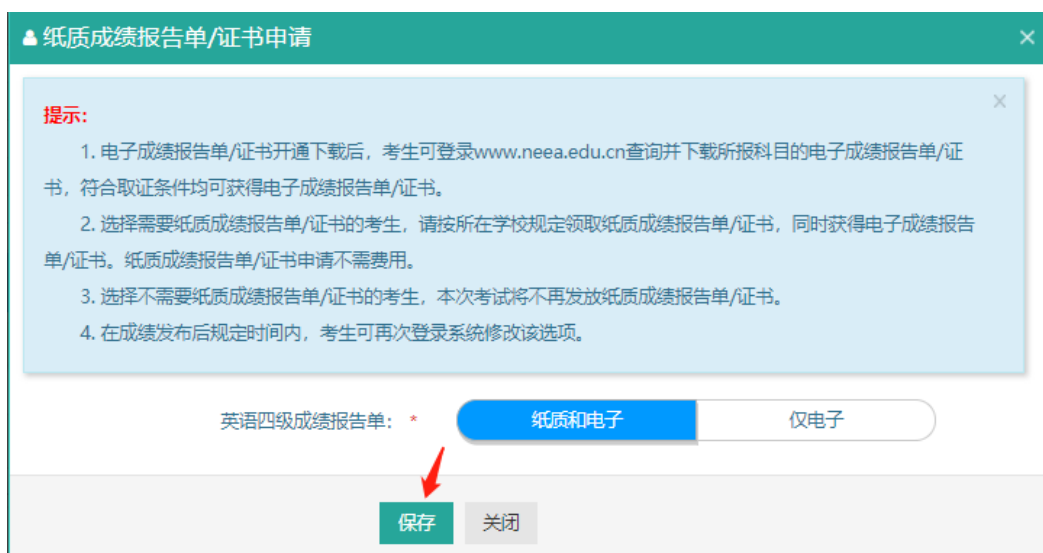 纸质成绩报告单/证书申请
提示:
1. 电子成绩报告单/证书开通下载后，考生可登录www.neea.edu.cn查询并下载所报科目的电子成绩报告单/证
书，符合取证条件均可获得电子成绩报告单/证书。
2. 选择需要纸质成绩报告单/证书的考生，请按所在学校规定领取纸质成绩报告单/证书，同时获得电子成绩报告
单/证书。纸质成绩报告单/证书申请不需费用。
3. 选择不需要纸质成绩报告单/证书的考生，本次考试将不再发放纸质成绩报告单/证书。
4. 在成绩发布后规定时间内，考生可再次登录系统修改该选项。
英语四级成绩报告单: * 纸质和电子 仅电子
保存 关闭